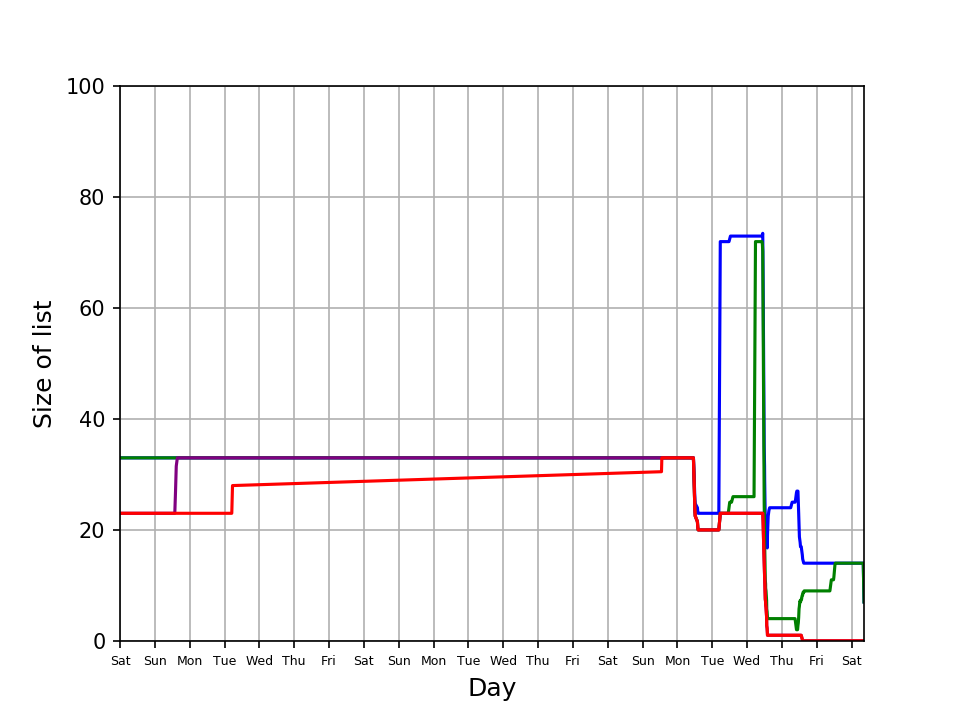 100
80
60
40
20
0
Size of list
Sat Sun Mon Tue Wed Thu Fri Sat Sun Mon Tue Wed Thu Fri Sat Sun Mon Tue Wed Thu Fri Sat
Day